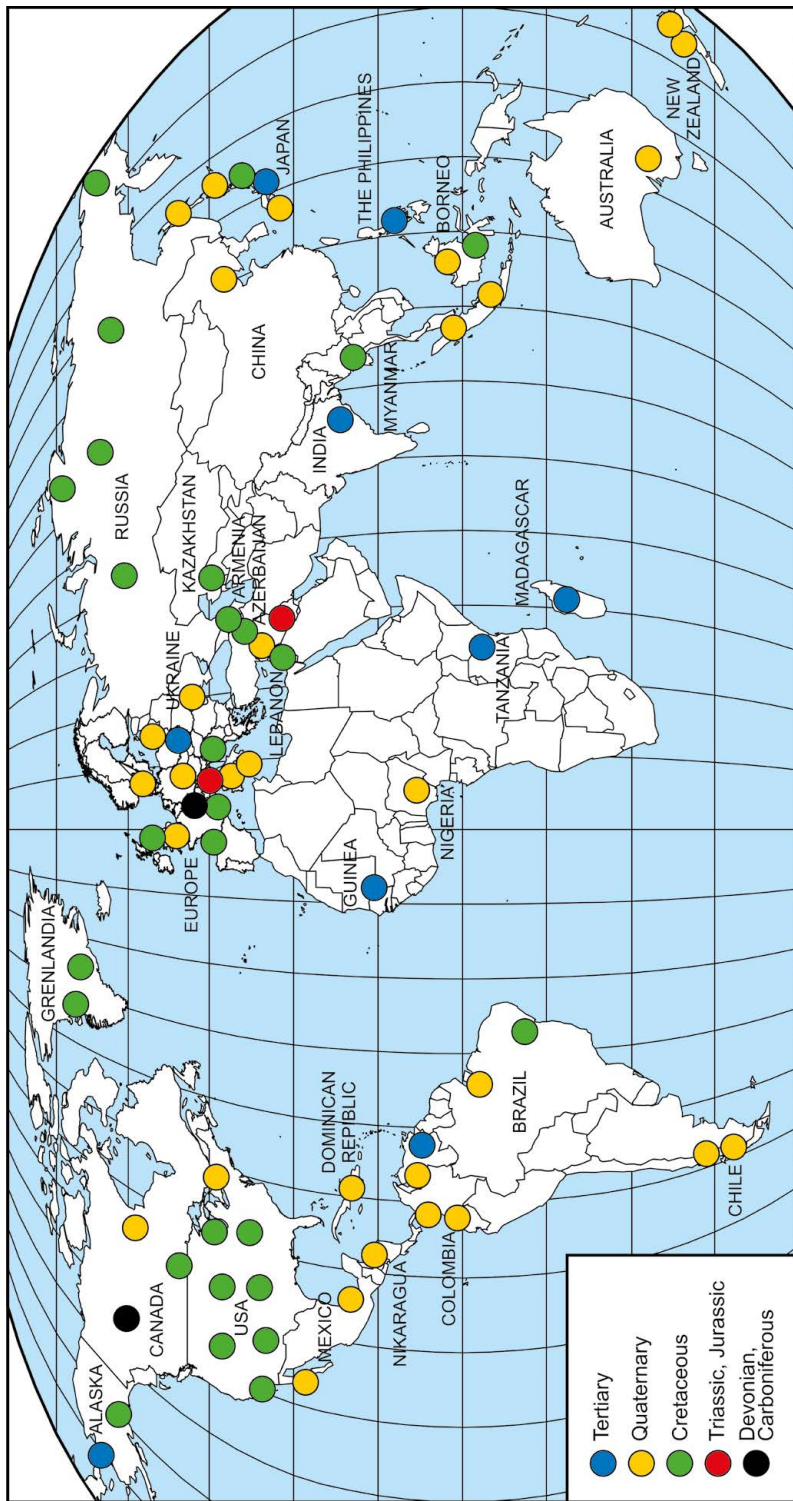 ALASKA
CANADA
USA
MEXICO
NIKARAGUA
COLOMBIA
DOMINICAN
REPIBLIC
BRAZIL
CHILE
GRENLANDIA
EUROPE
UKRAINE
RUSSIA
KAZAKHSTAN
ARMENIA
AZERBAIJAN
LEBANON
GUINEA
NIGERIA
TANZANIA
MADAGASCAR
INDIA
MYANMAR
CHINA
JAPAN
THE PHILIPPINES
BORNEO
AUSTRALIA
NEW
ZEALAND
Tertiary
Quaternary
Cretaceous
Triassic, Jurassic
Devonian,
Carboniferous